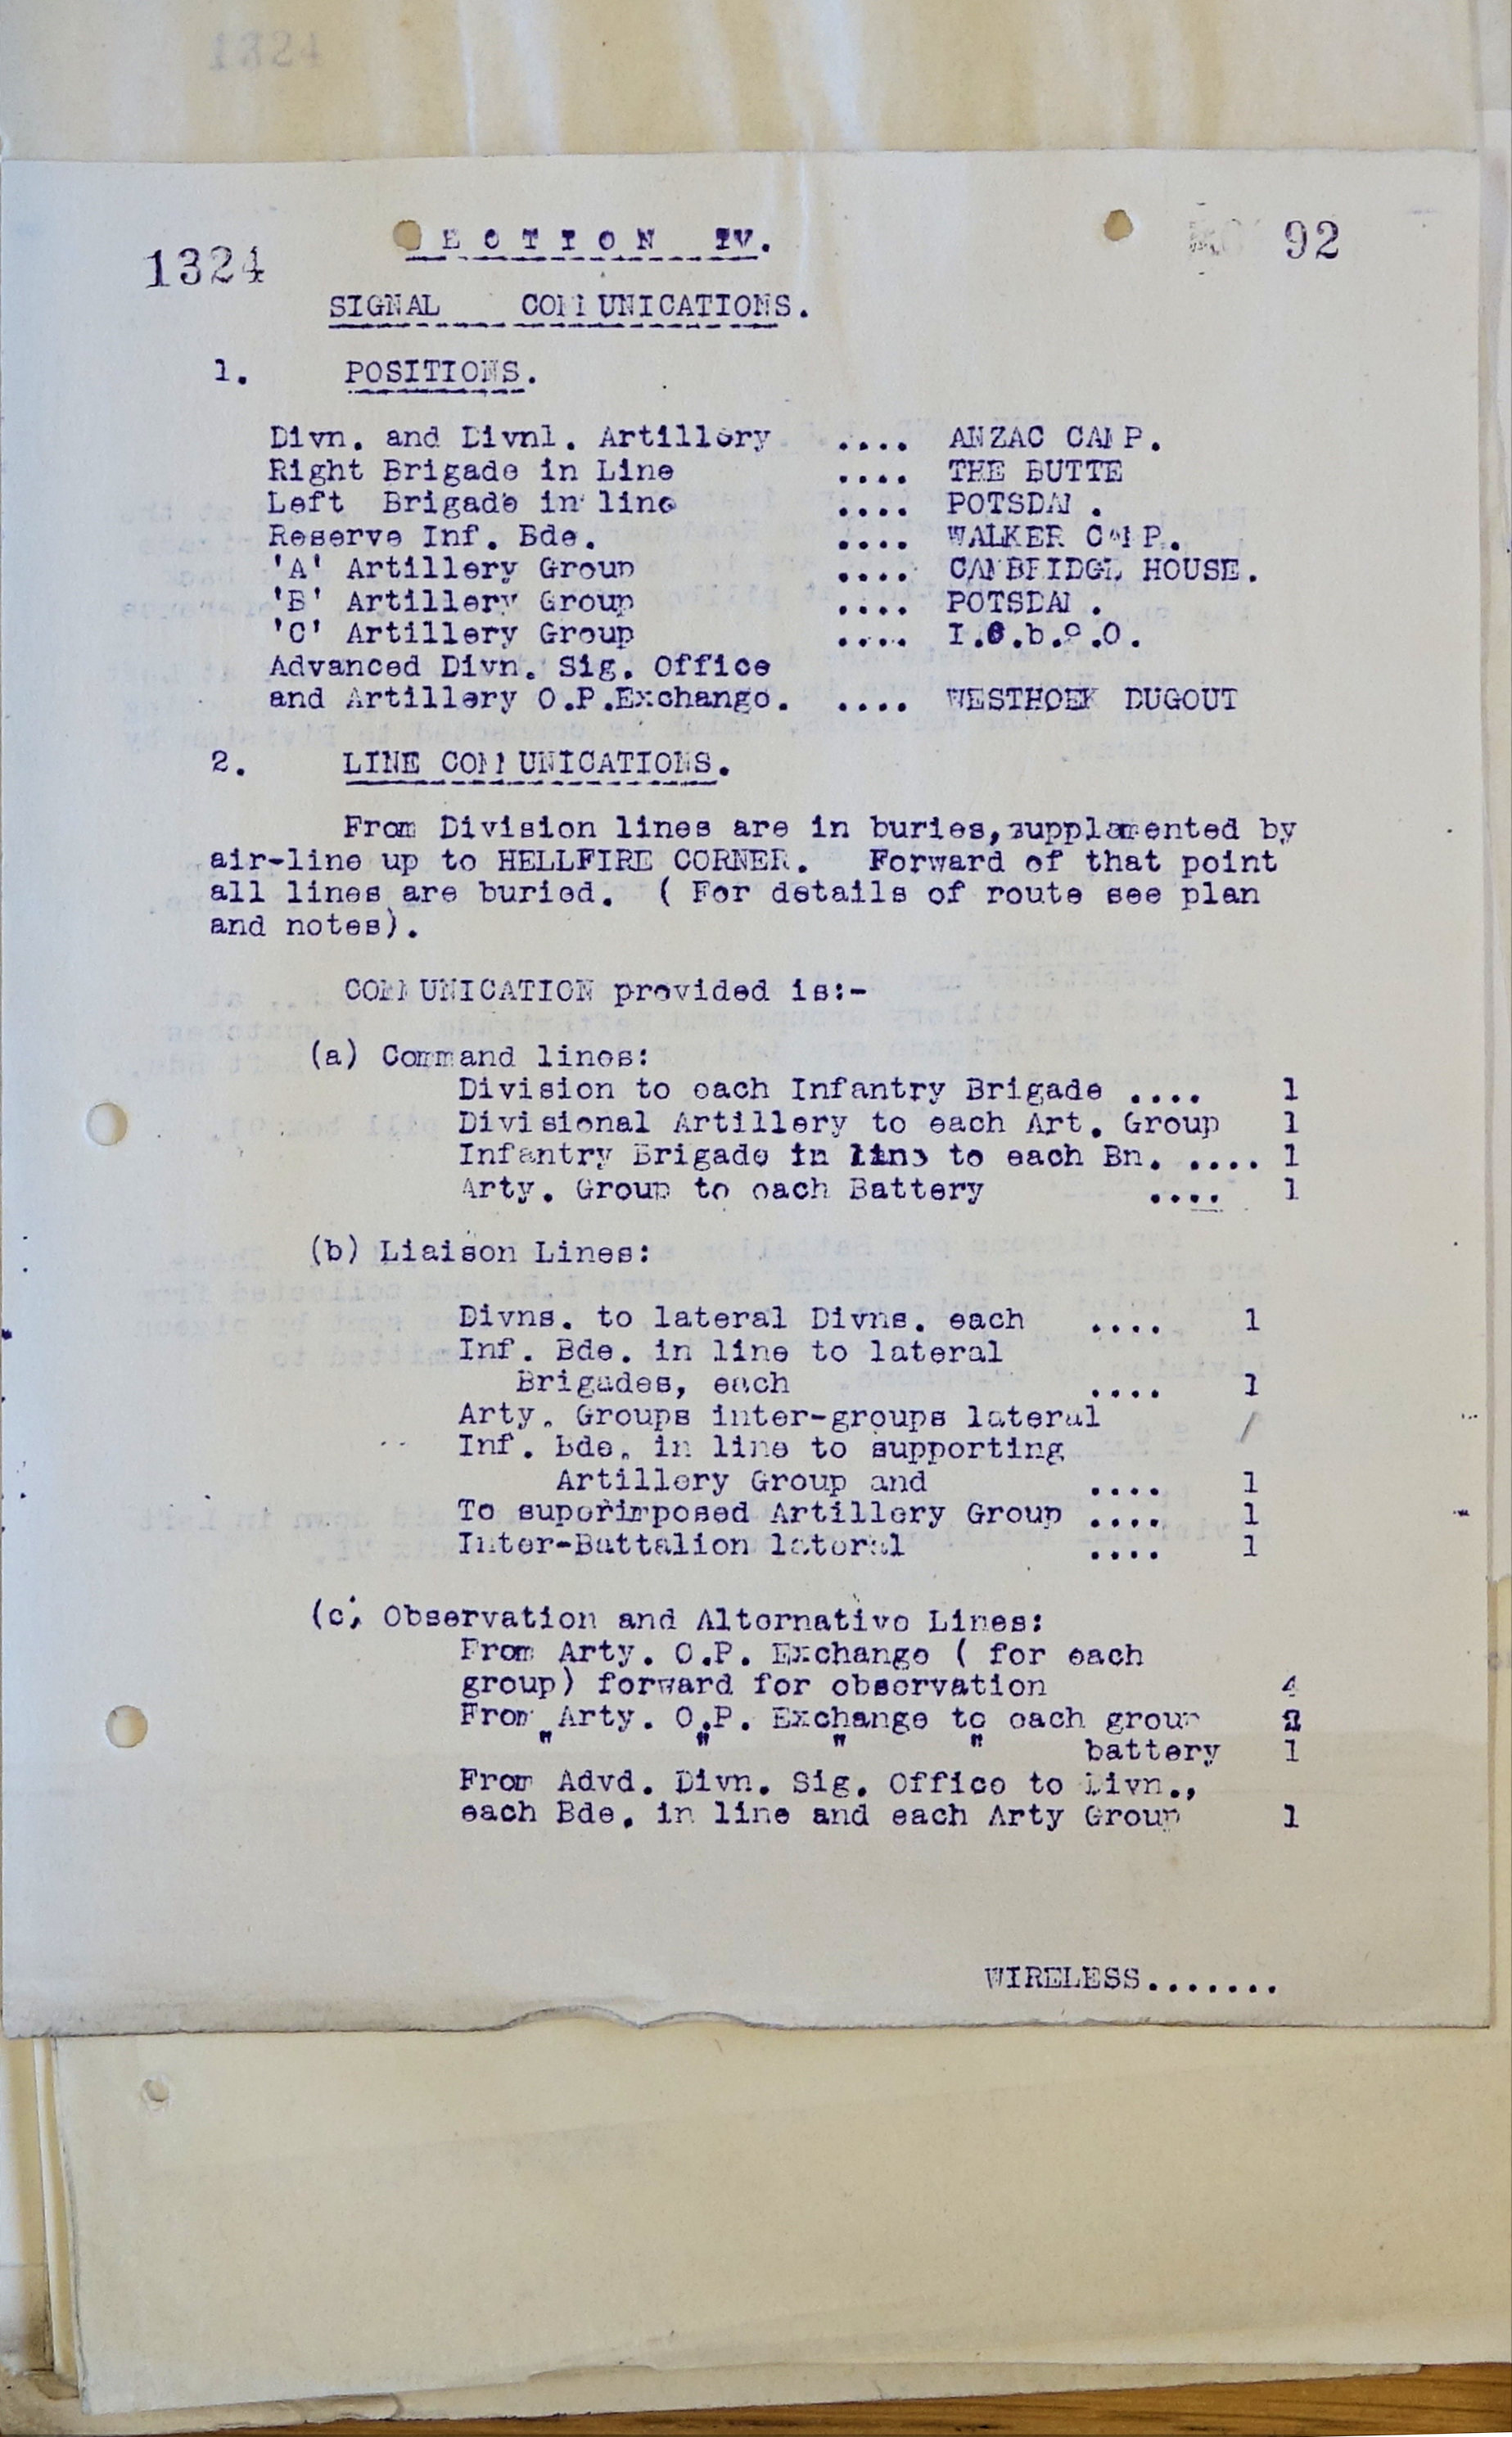 1324
1324
SECTION IV.
92
SIGNAL COMMUNICATIONS.
1. POSITIONS.
Divn. and Divnl. Artillery .... ANZAC CAMP.
Right Brigade in Line .... THE BUTTE
Left Brigade in line .... POTSDAM.
Reserve Inf. Bde. .... WALKER CAMP.
'A' Artillery Group .... CAMBRIDGE HOUSE.
'B' Artillery Group .... POTSDAM.
'C' Artillery Group ....
Advanced Divn. Sig. Office
and Artillery O.P.Exchange. .... WESTHOEK DUGOUT
2. LINE COMMUNICATIONS.
From Division lines are in buries, supplemented by
air-line up to HELLFIRE CORNER. Forward of that point
all lines are buried. ( For details of route see plan
and notes).
COMMUNICATION provided is:-
(a) Command lines:
Division to each Infantry Brigade .... 1
Divisional Artillery to each Art. Group 1
Infantry Brigade in line to each Bn. .... 1
Arty. Group to each Battery .... 1
(b) Liaison Lines:
Divns. to lateral Divns. each .... 1
Inf. Bde. in line to lateral
Brigades, each .... 1
Arty. Groups inter-groups lateral /
Inf. Bde. in line to supporting
Artillery Group and .... 1
To superimposed Artillery Group .... 1
Inter-Battalion lateral .... 1
(c) Observation and Alternative Lines:
From Arty. O.P. Exchange ( for each
group) forward for observation 4
From Arty. O.P. Exchange to each group 2
" " " " battery 1
From Advd. Divn. Sig. Office to Divn.,
each Bde. in line and each Arty Group 1
WIRELESS.......